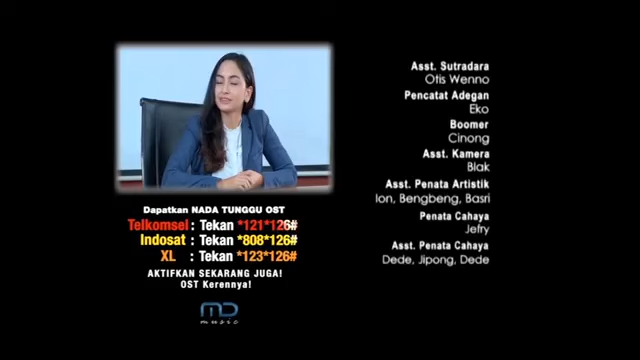 Dapatkan NADA TUNGGU OST
Telkomsel : Tekan *121*126#
Indosat : Tekan *808*126#
XL : Tekan *123*126#
AKTIFKAN SEKARANG JUGA!
OST Kerennya!
MD
music
Asst. Sutradara
Otis Wenno
Pencatat Adegan
Eko
Boomer
Cinong
Asst. Kamera
Blak
Asst. Penata Artistik
Ion, Bengbeng, Basri
Penata Cahaya
Jefry
Asst. Penata Cahaya
Dede, Jipong, Dede